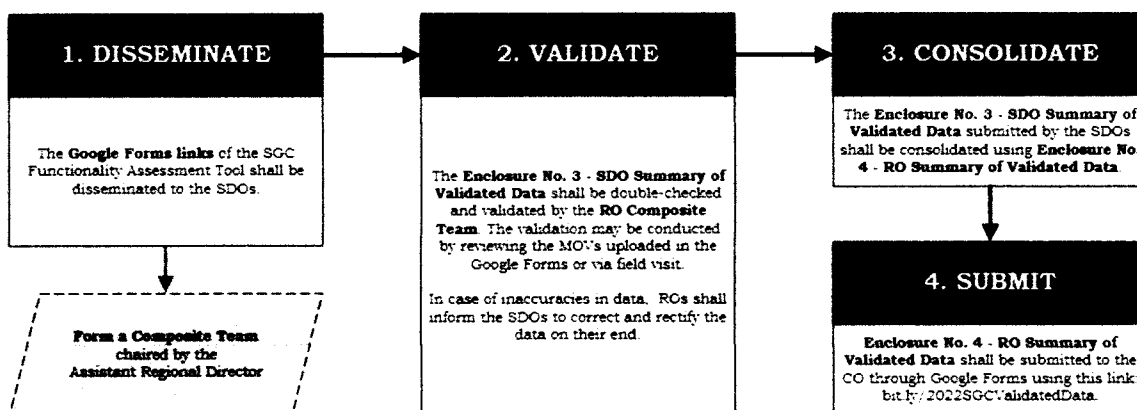 1. DISSEMINATE
The Google Forms links of the SGC
Functionality Assessment Tool shall be
disseminated to the SDOs.
Form a Composite Team
chaired by the
Assistant Regional Director
2. VALIDATE
The Enclosure No. 3 - SDO Summary of
Validated Data shall be double-checked
and validated by the RO Composite
Team. The validation may be conducted
by reviewing the MOVs uploaded in the
Google Forms or via field visit.
In case of inaccuracies in data, ROs shall
inform the SDOs to correct and rectify the
data on their end.
3. CONSOLIDATE
The Enclosure No. 3 - SDO Summary of
Validated Data submitted by the SDOs
shall be consolidated using Enclosure No.
4 - RO Summary of Validated Data.
4. SUBMIT
Enclosure No. 4 - RO Summary of
Validated Data shall be submitted to the
CO through Google Forms using this link:
bit.ly/2022SGCValidatedData.